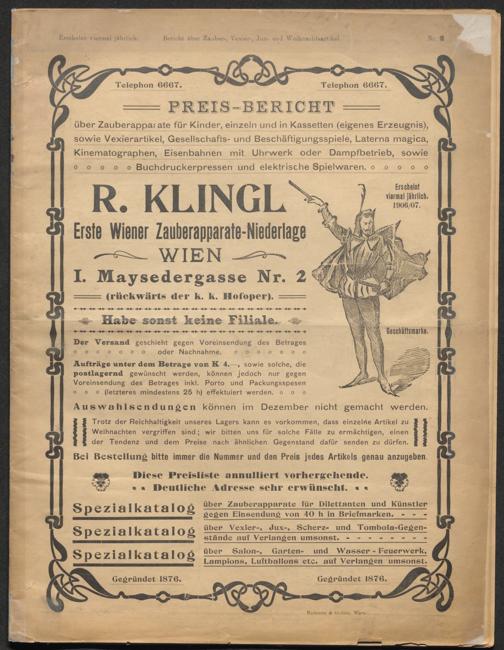 Erscheint viermal jährlich. Bericht über Zauber-, Vexier-, Jux- und Weihnachtsartikel. Nr.
Telephon 6667. Telephon 6667.
PREIS-BERICHT
über Zauberapparate für Kinder, einzeln und in Kassetten (eigenes Erzeugnis),
sowie Vexierartikel, Gesellschafts- und Beschäftigungsspiele, Laterna magica,
Kinematographen, Eisenbahnen mit Uhrwerk oder Dampfbetrieb, sowie
Buchdruckerpressen und elektrische Spielwaren.
R. KLINGL
Erste Wiener Zauberapparate-Niederlage
WIEN
I. Maysedergasse Nr. 2
(rückwärts der k. k. Hofoper).
Erscheint
viermal jährlich.
1906/07.
Habe sonst keine Filiale.
Geschäftsmarke.
Der Versand geschieht gegen Voreinsendung des Betrages
oder Nachnahme.
Aufträge unter dem Betrage von K 4.—, sowie solche, die
postlagernd gewünscht werden, können jedoch nur gegen
Voreinsendung des Betrages inkl. Porto und Packungsspesen
(letzteres mindestens 25 h) effektuiert werden.
Auswahlsendungen können im Dezember nicht gemacht werden.
Trotz der Reichhaltigkeit unseres Lagers kann es vorkommen, dass einzelne Artikel zu
Weihnachten vergriffen sind; wir bitten uns für solche Fälle zu ermächtigen, einen
der Tendenz und dem Preise nach ähnlichen Gegenstand dafür senden zu dürfen.
Bei Bestellung bitte immer die Nummer und den Preis jedes Artikels genau anzugeben.
Diese Preisliste annulliert vorhergehende.
Deutliche Adresse sehr erwünscht.
Spezialkatalog über Zauberapparate für Dilettanten und Künstler
gegen Einsendung von 40 h in Briefmarken.
Spezialkatalog über Vexier-, Jux-, Scherz- und Tombola-Gegen-
stände auf Verlangen umsonst.
Spezialkatalog über Salon-, Garten- und Wasser-Feuerwerk,
Lampions, Luftballons etc. auf Verlangen umsonst.
Gegründet 1876. Gegründet 1876.